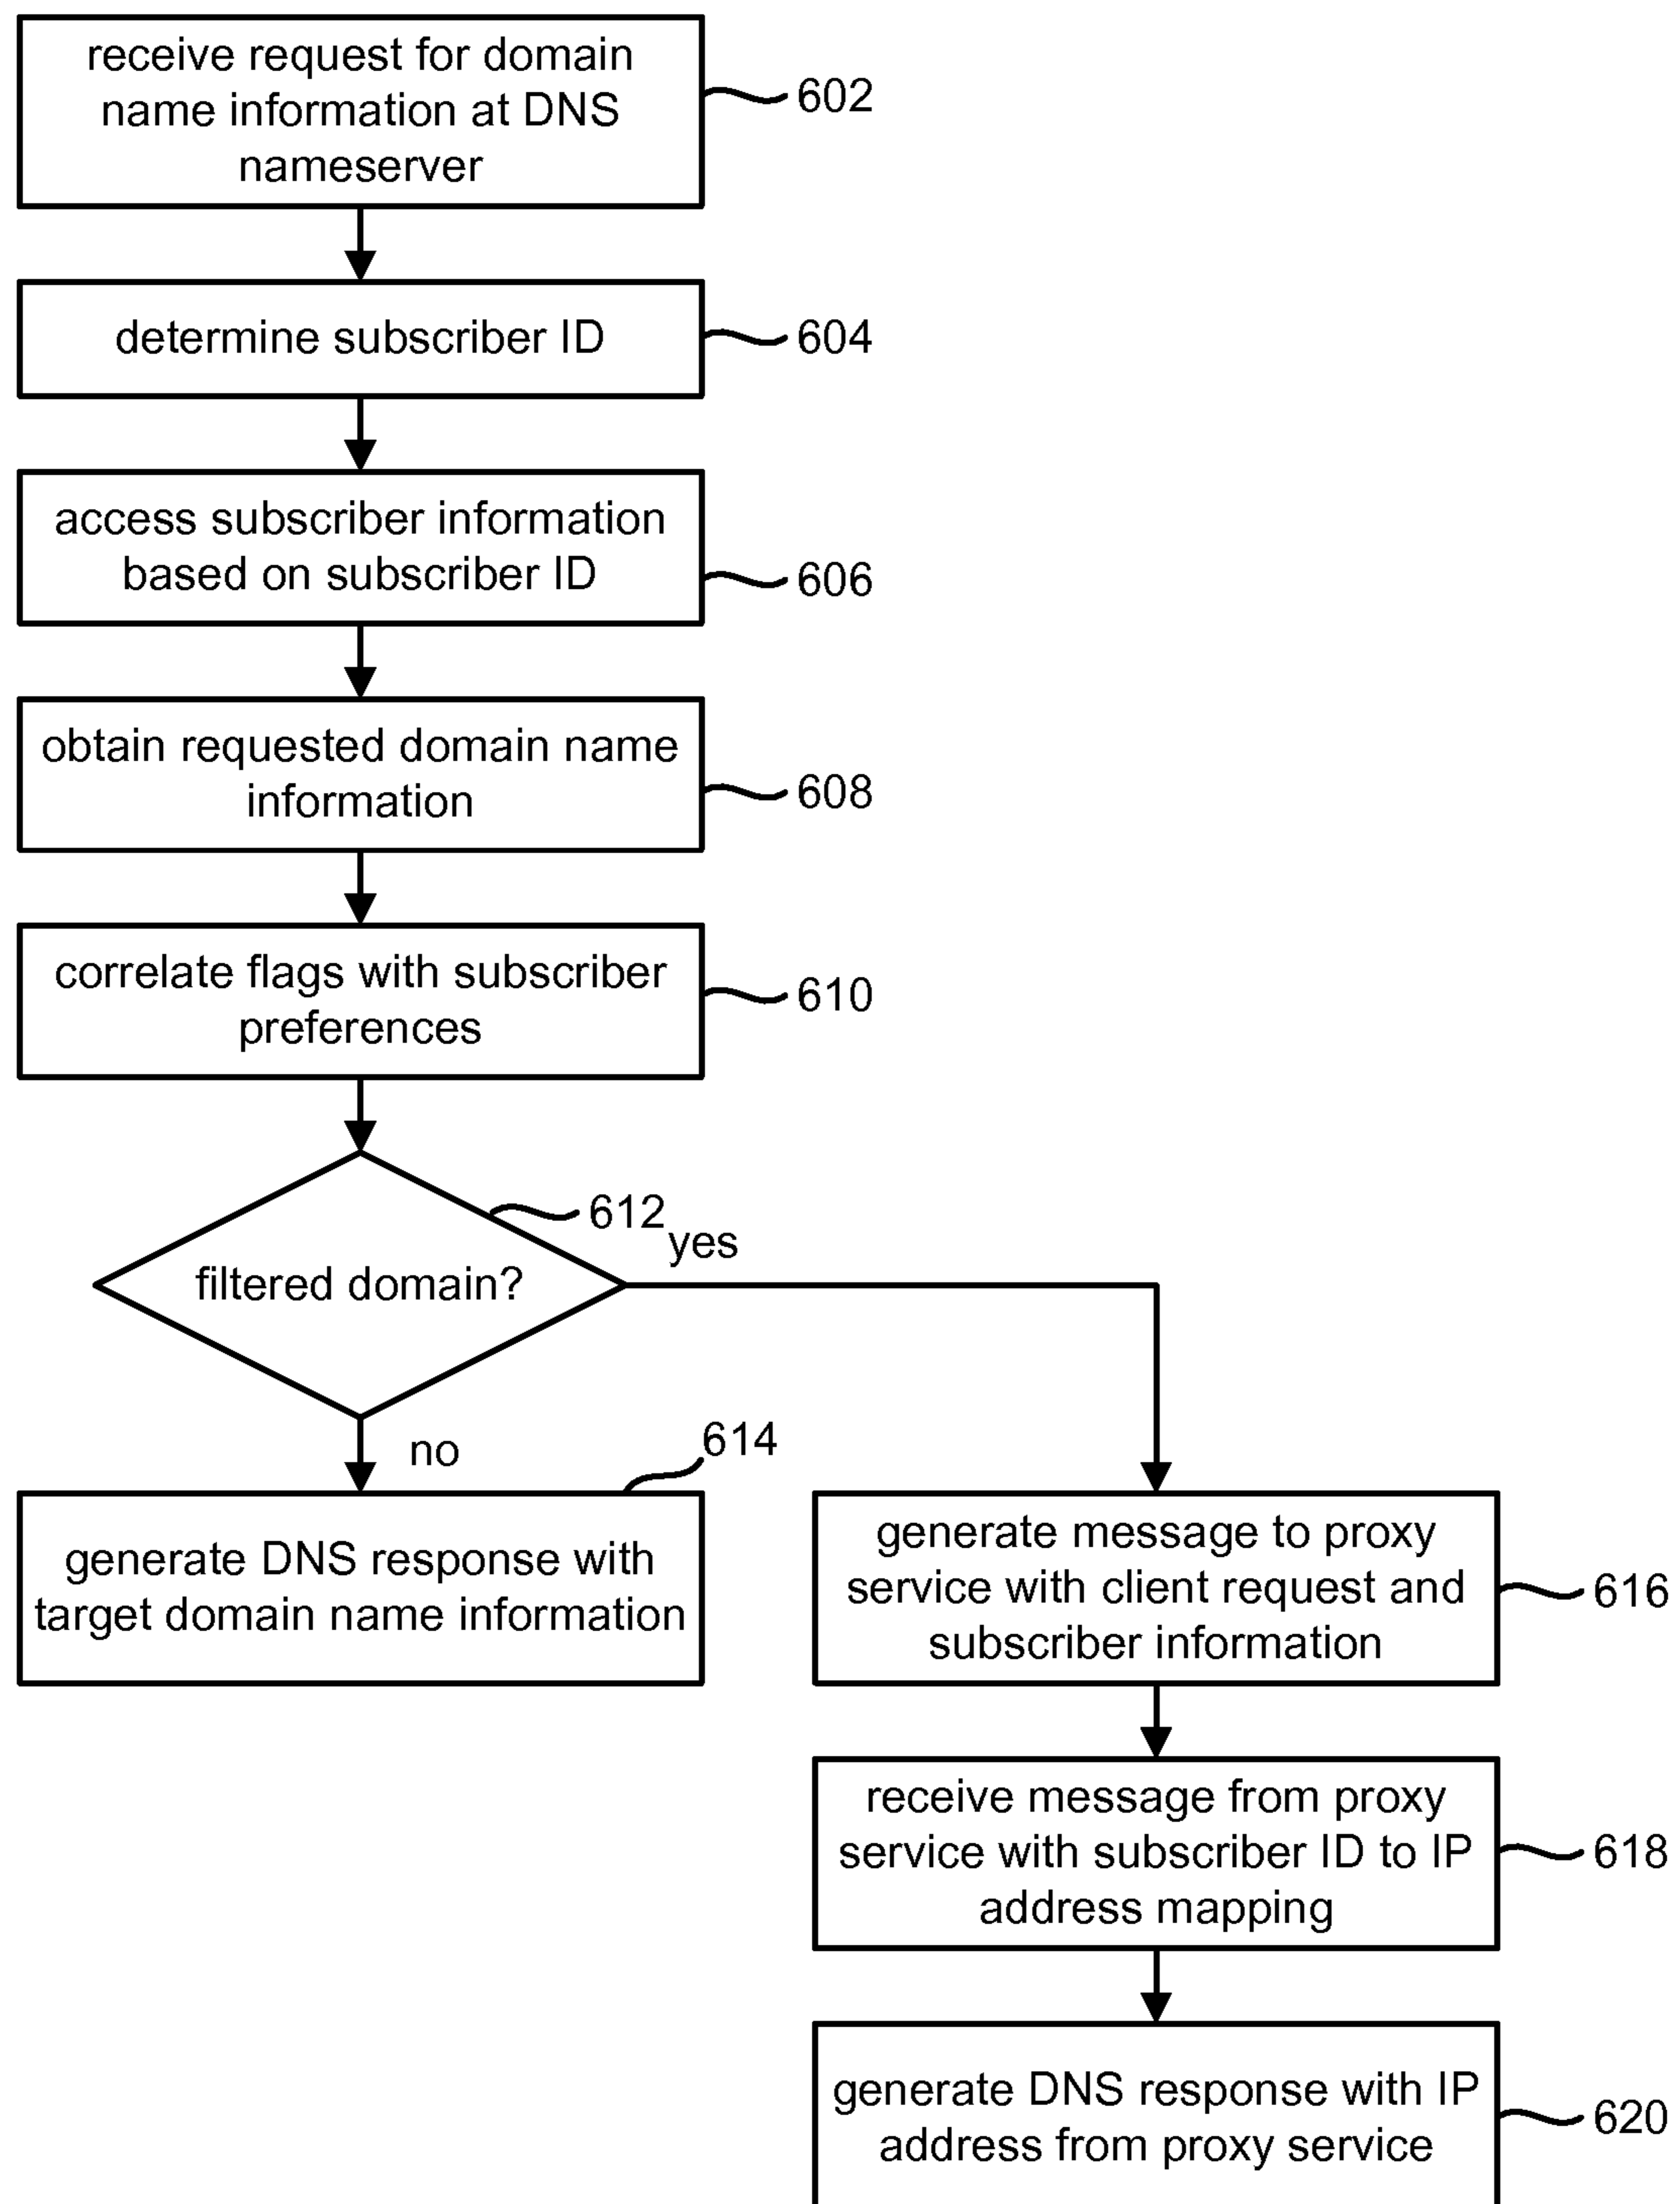 receive request for domain
name information at DNS
nameserver
602
determine subscriber ID
604
access subscriber information
based on subscriber ID
606
obtain requested domain name
information
608
correlate flags with subscriber
preferences
610
612
yes
filtered domain?
no
614
generate DNS response with
target domain name information
generate message to proxy
service with client request and
subscriber information
616
receive message from proxy
service with subscriber ID to IP
address mapping
618
generate DNS response with IP
address from proxy service
620